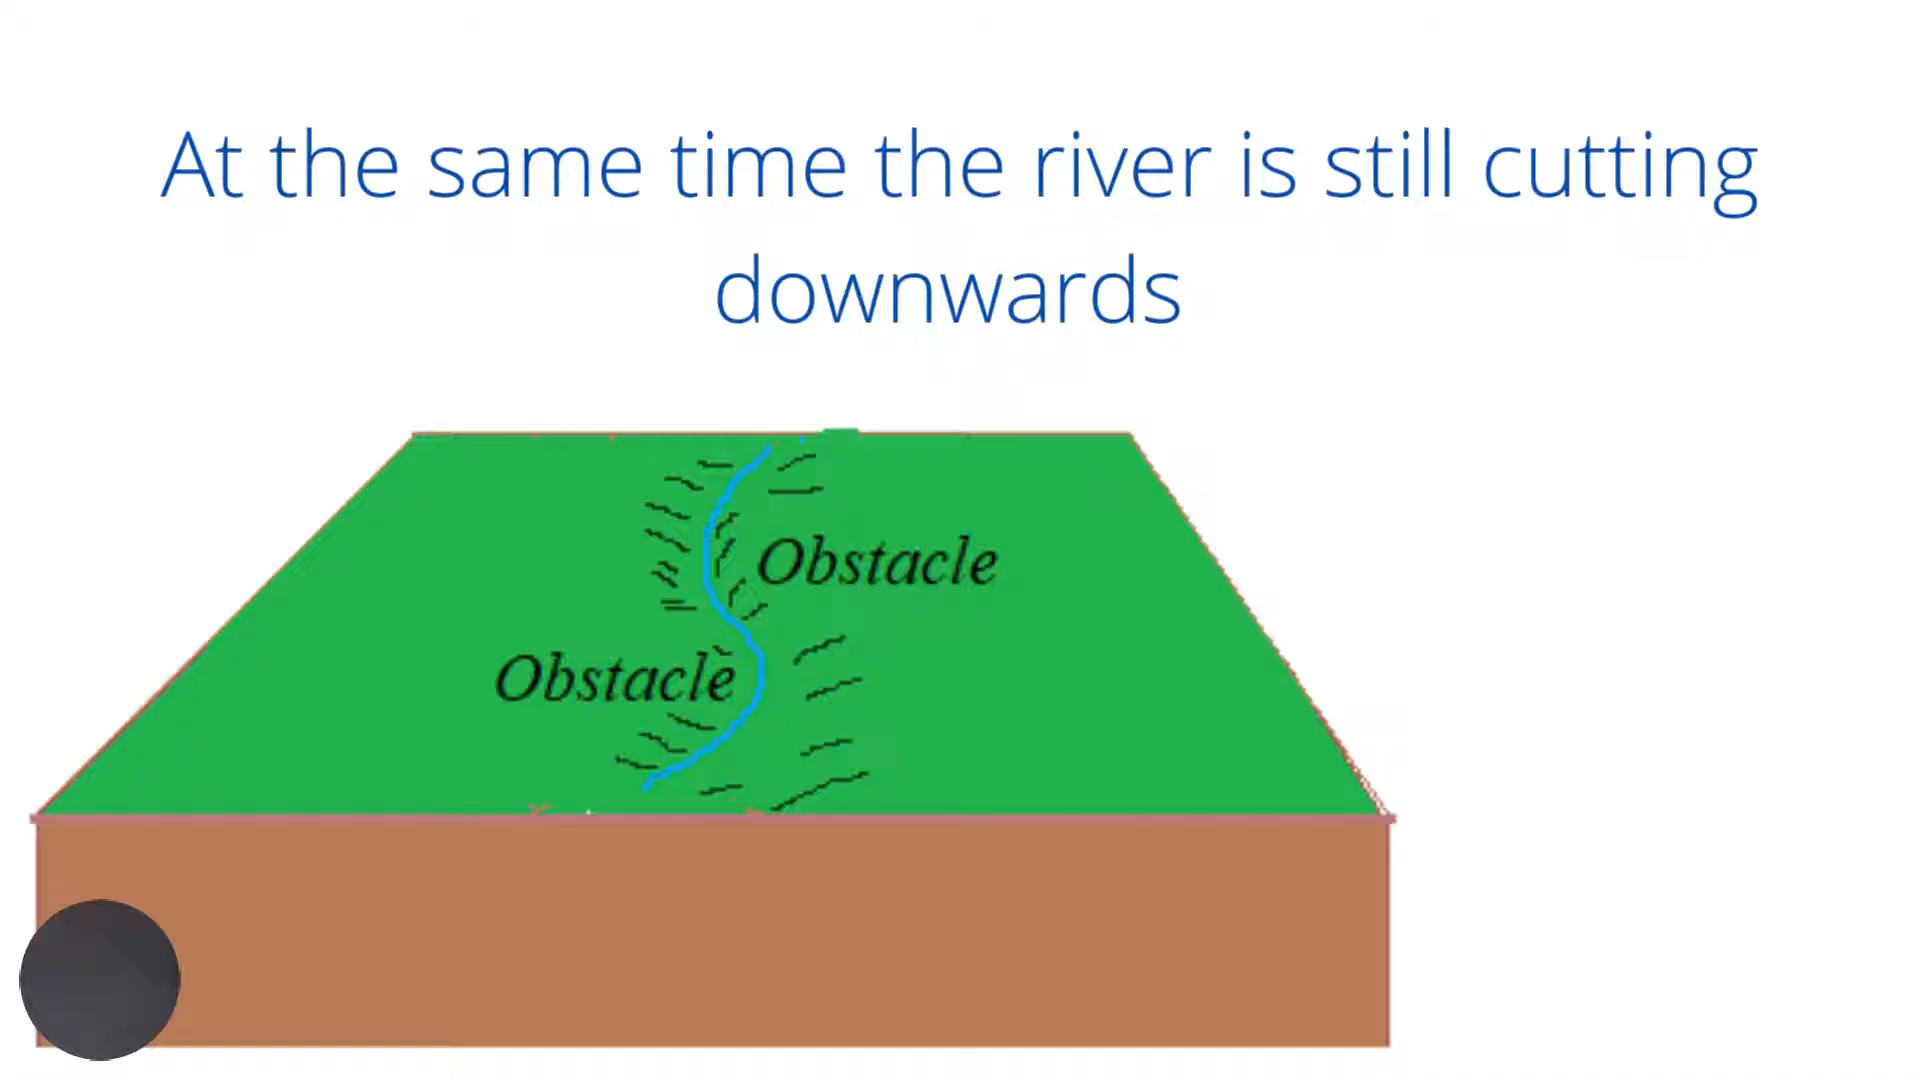 At the same time the river is still cutting
downwards
Obstacle
Obstacle